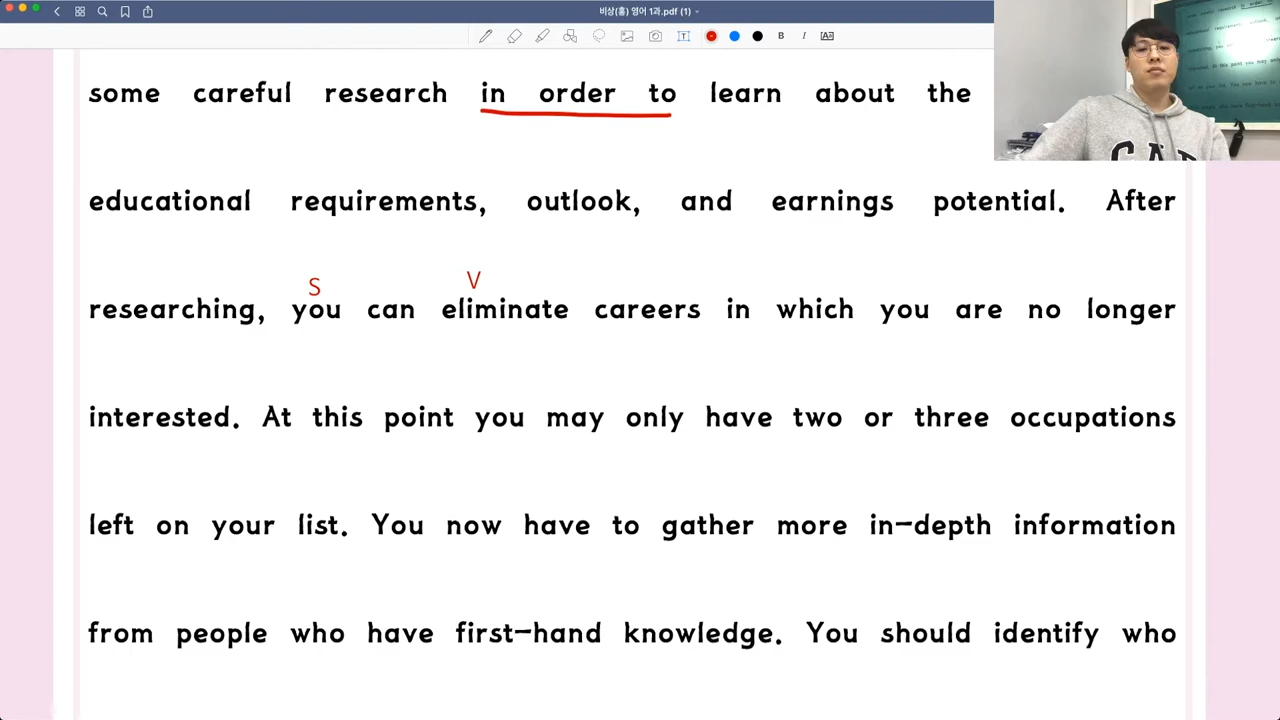 비상(홍) 영어 1과.pdf (1)
B I
some careful research in order to learn about the
educational requirements, outlook, and earnings potential. After
S V
researching, you can eliminate careers in which you are no longer
interested. At this point you may only have two or three occupations
left on your list. You now have to gather more in-depth information
from people who have first-hand knowledge. You should identify who